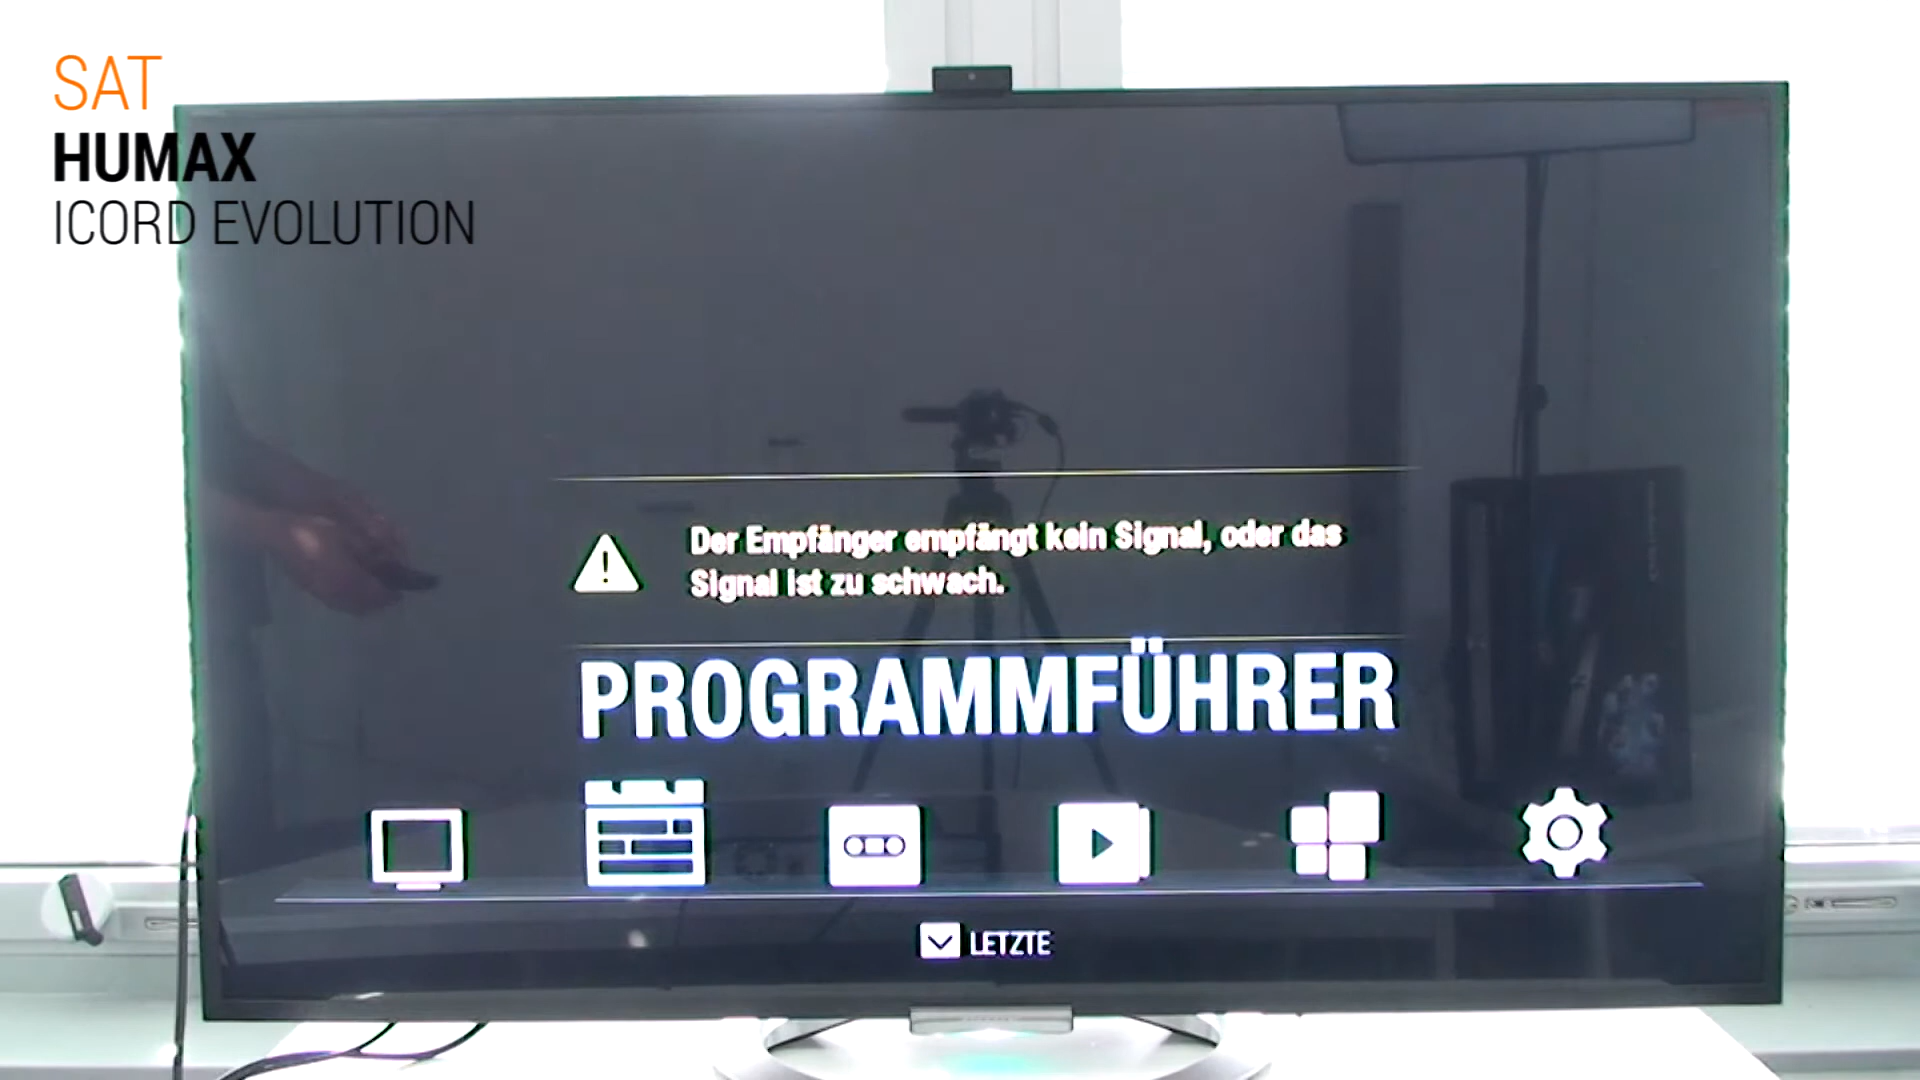 SAT
HUMAX
ICORD EVOLUTION
Der Empfänger empfängt kein Signal, oder das
Signal ist zu schwach.
PROGRAMMFÜHRER
LETZTE